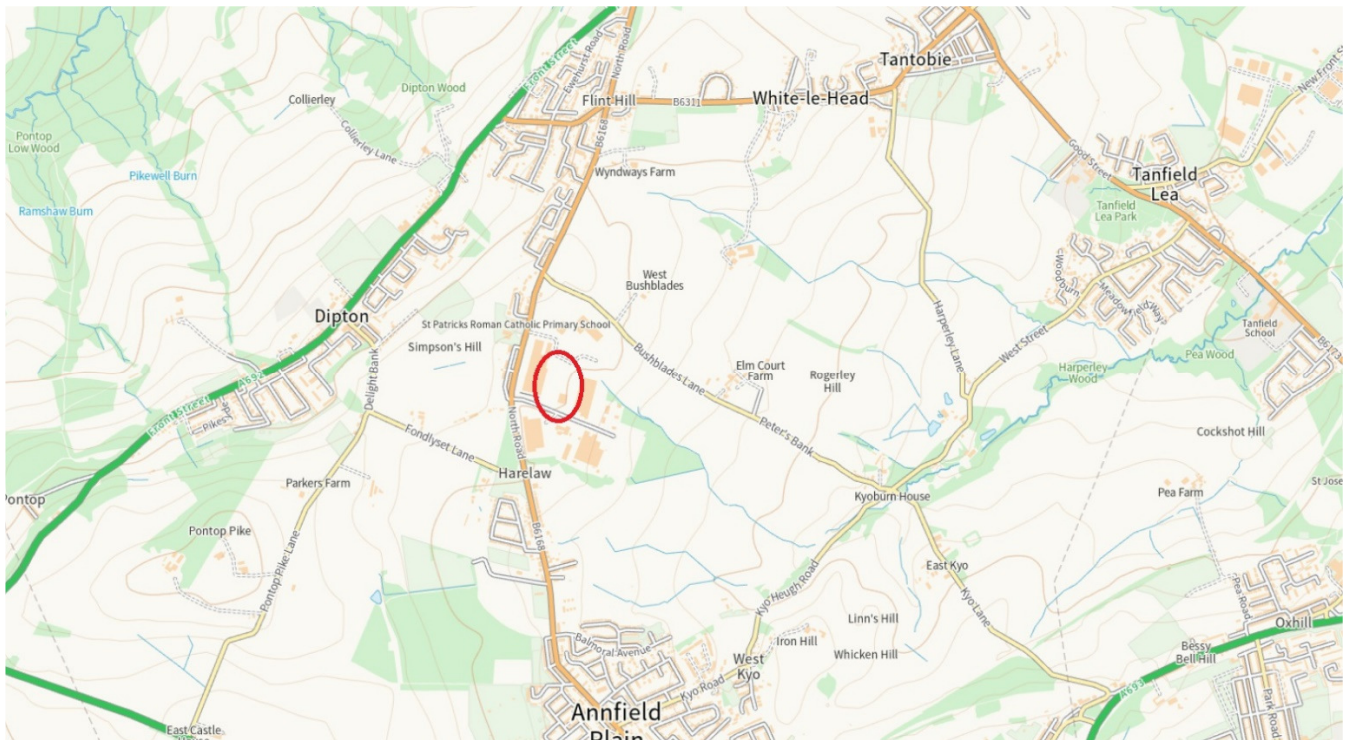 Front Street
Ewehurst Road
North Road
Tantobie
New Front St
Collierley
Dipton Wood
Flint Hill
B6311
White-le-Head
Pontop
Low Wood
Collierley Lane
B6168
Good Street
Pikewell Burn
Wyndways Farm
Tanfield
Lea
Ramshaw Burn
Tanfield
Lea Park
West
Bushblades
Woodburn
Meadowfields Way
Harperley Lane
Dipton
St Patricks Roman Catholic Primary School
Simpson's Hill
Bushblades Lane
West Street
Tanfield
School
B6173
Pea Wood
Elm Court
Farm
Rogerley
Hill
Harperley
Wood
A692
Front Street
Pikes
Delight Bank
North Road
Peter's Bank
Cockshot Hill
Fondlyset Lane
Harelaw
Parkers Farm
Pontop
Kyoburn House
Pea Farm
St Jose
Pontop Pike
B6168
Pontop Pike Lane
East Kyo
Kyo Heugh Road
Kyo Lane
Pea Road
Linn's Hill
Oxhill
Balmoral Avenue
Iron Hill
Whicken Hill
Bessy
Bell Hill
West
Kyo
Kyo Road
A693
Park Road
Annfield
Plain
East Castle